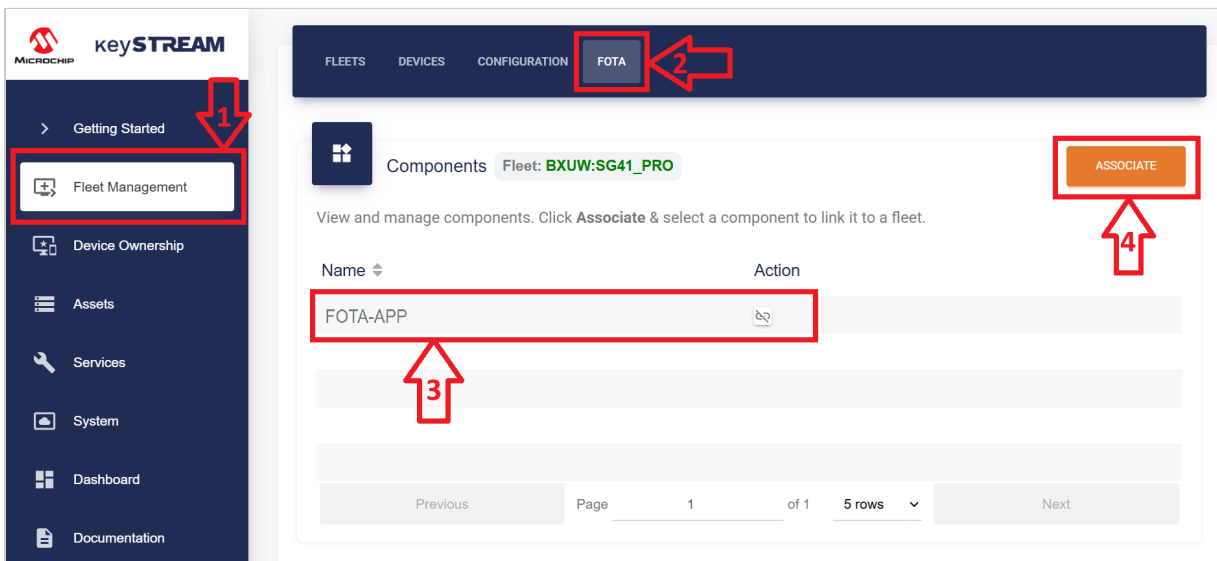 MICROCHIP
KeySTREAM
1
Getting Started
Fleet Management
Device Ownership
Assets
Services
System
Dashboard
Documentation
FLEETS DEVICES CONFIGURATION FOTA
2
Components Fleet: BXUW:SG41_PRO
ASSOCIATE
View and manage components. Click Associate & select a component to link it to a fleet.
4
Name Action
FOTA-APP
3
Previous Page 1 of 1 5 rows Next